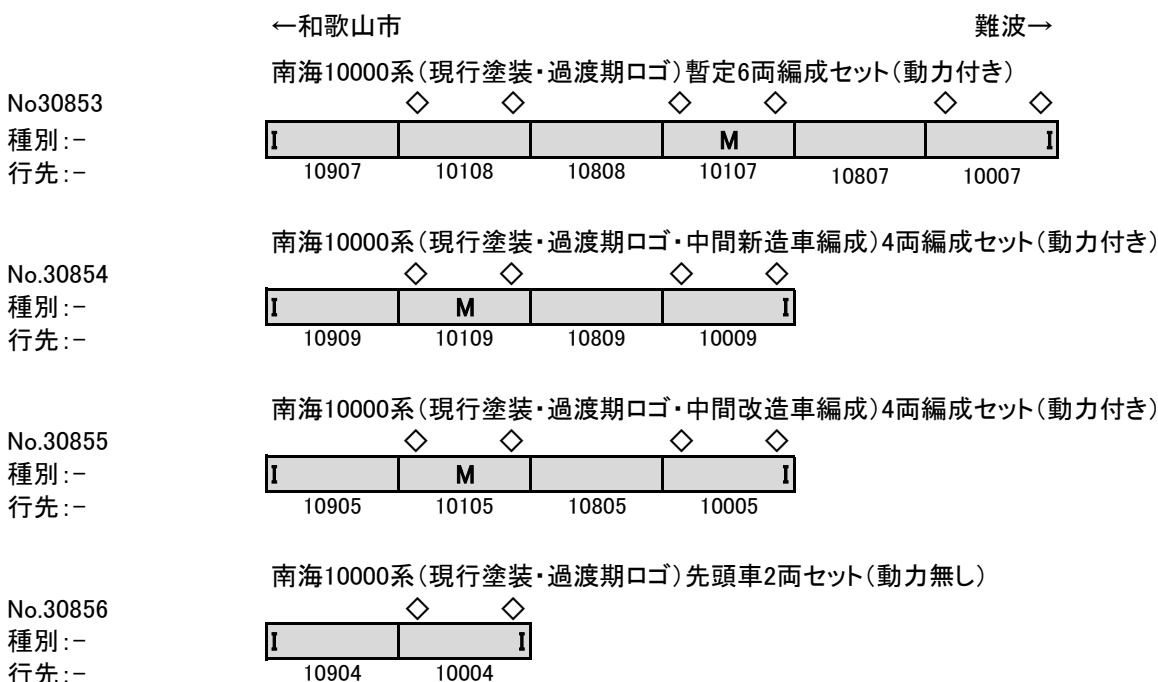 ←和歌山市 難波→
南海10000系(現行塗装・過渡期ロゴ)暫定6両編成セット(動力付き)
No30853 ◇ ◇ ◇ ◇ ◇ ◇
種別:- I M I
行先:- 10907 10108 10808 10107 10807 10007
南海10000系(現行塗装・過渡期ロゴ・中間新造車編成)4両編成セット(動力付き)
No.30854 ◇ ◇ ◇ ◇
種別:- I M I
行先:- 10909 10109 10809 10009
南海10000系(現行塗装・過渡期ロゴ・中間改造車編成)4両編成セット(動力付き)
No.30855 ◇ ◇ ◇ ◇
種別:- I M I
行先:- 10905 10105 10805 10005
南海10000系(現行塗装・過渡期ロゴ)先頭車2両セット(動力無し)
No.30856 ◇ ◇
種別:- I I
行先:- 10904 10004